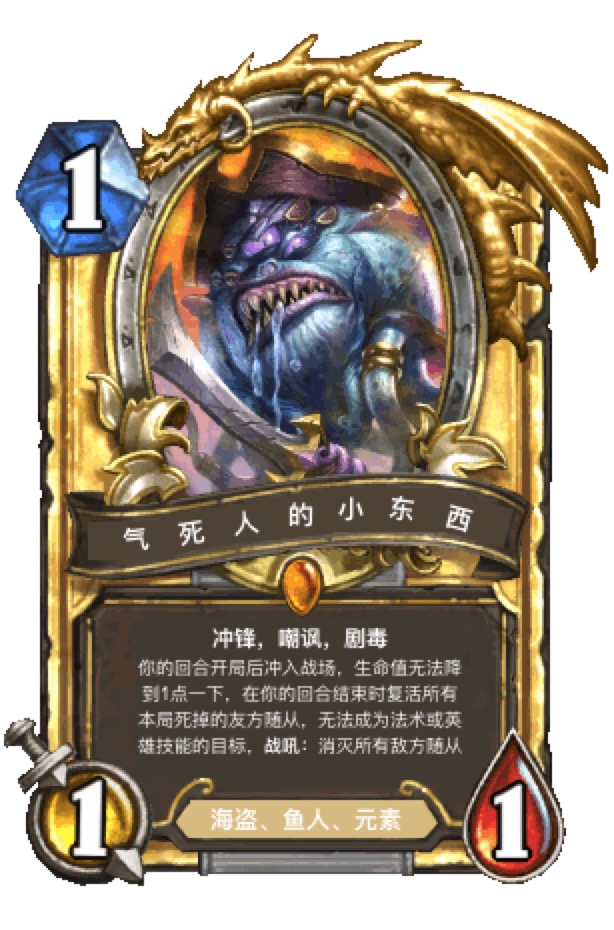 1
气死人的小东西
冲锋，嘲讽，剧毒
你的回合开局后冲入战场，生命值无法降
到1点一下，在你的回合结束时复活所有
本局死掉的友方随从，无法成为法术或英
雄技能的目标，战吼：消灭所有敌方随从
海盗、鱼人、元素
1
1